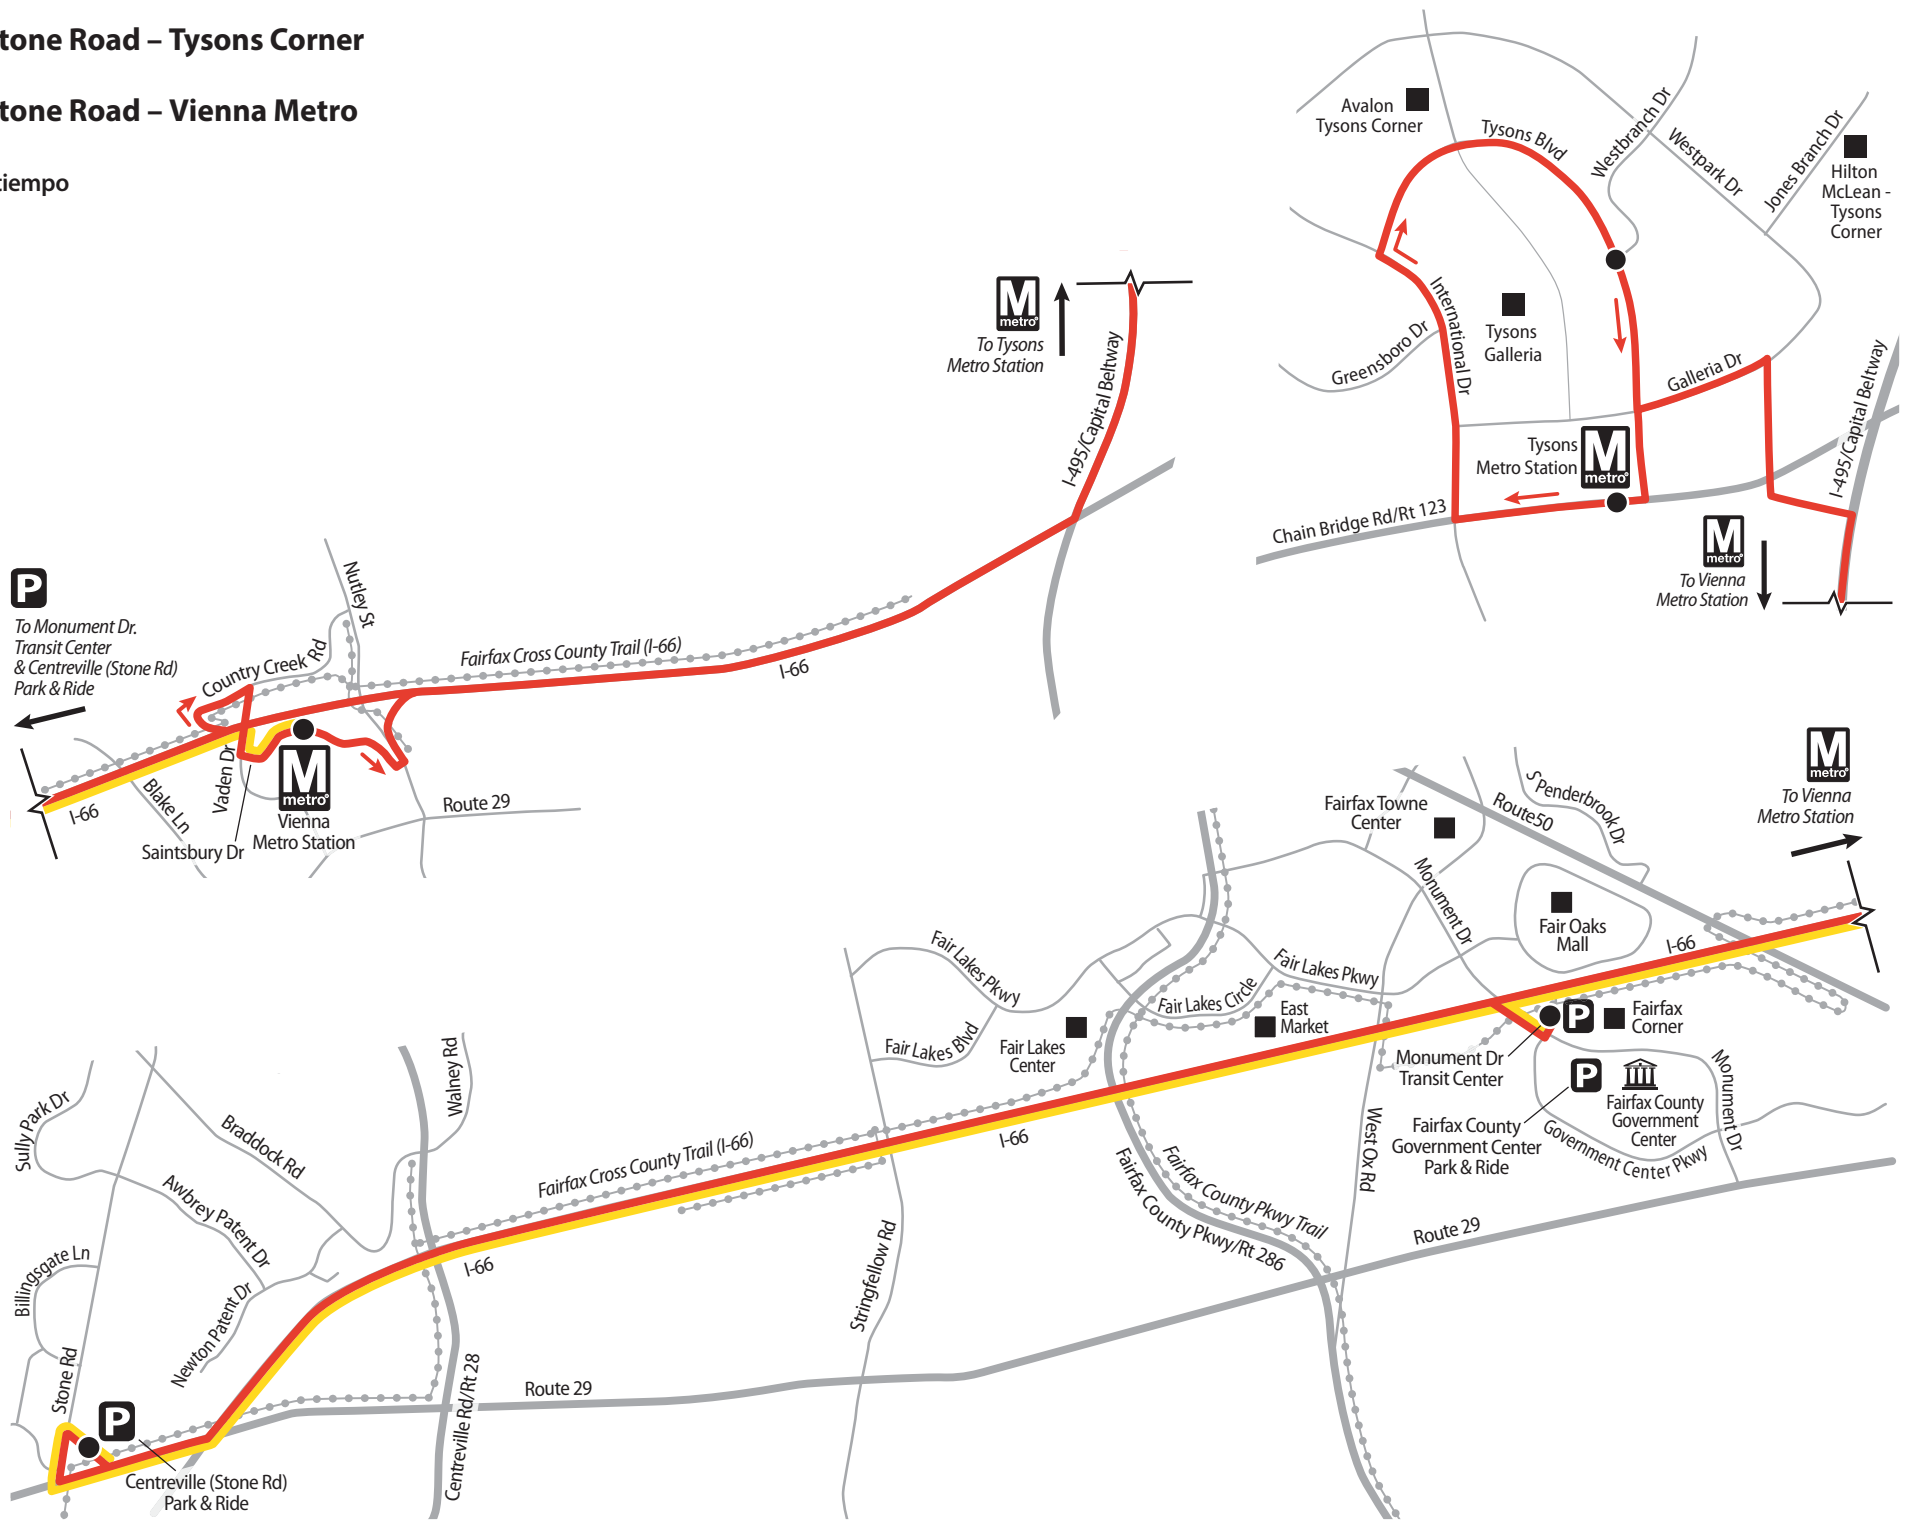 tone Road – Tysons Corner
tone Road – Vienna Metro
tiempo
Avalon
Tysons Corner
Tysons Blvd
Westbranch Dr
Westpark Dr
Jones Branch Dr
Hilton
McLean -
Tysons
Corner
International Dr
Greensboro Dr
Tysons
Galleria
Galleria Dr
I-495/Capital Beltway
Tysons
Metro Station
M
metro
Chain Bridge Rd/Rt 123
M
metro
To Vienna
Metro Station
M
metro
To Tysons
Metro Station
I-495/Capital Beltway
P
To Monument Dr.
Transit Center
& Centreville (Stone Rd)
Park & Ride
Nutley St
Country Creek Rd
Fairfax Cross County Trail (I-66)
I-66
I-66
Blake Ln
Vaden Dr
Saintsbury Dr
M
metro
Vienna
Metro Station
Route 29
M
metro
To Vienna
Metro Station
Fairfax Towne
Center
Route50
S Penderbrook Dr
Monument Dr
Fair Oaks
Mall
I-66
Fair Lakes Pkwy
Fair Lakes Pkwy
Fair Lakes Circle
Fair Lakes Blvd
Fair Lakes
Center
East
Market
P
Fairfax
Corner
Monument Dr
Transit Center
P
Fairfax County
Government
Center
Monument Dr
Fairfax County
Government Center
Park & Ride
Government Center Pkwy
West Ox Rd
I-66
Fairfax County Pkwy Trail
Fairfax County Pkwy/Rt 286
Route 29
Walney Rd
Sully Park Dr
Braddock Rd
Awbrey Patent Dr
Fairfax Cross County Trail (I-66)
I-66
Billingsgate Ln
Newton Patent Dr
Stringfellow Rd
Stone Rd
P
Route 29
Centreville Rd/Rt 28
Centreville (Stone Rd)
Park & Ride